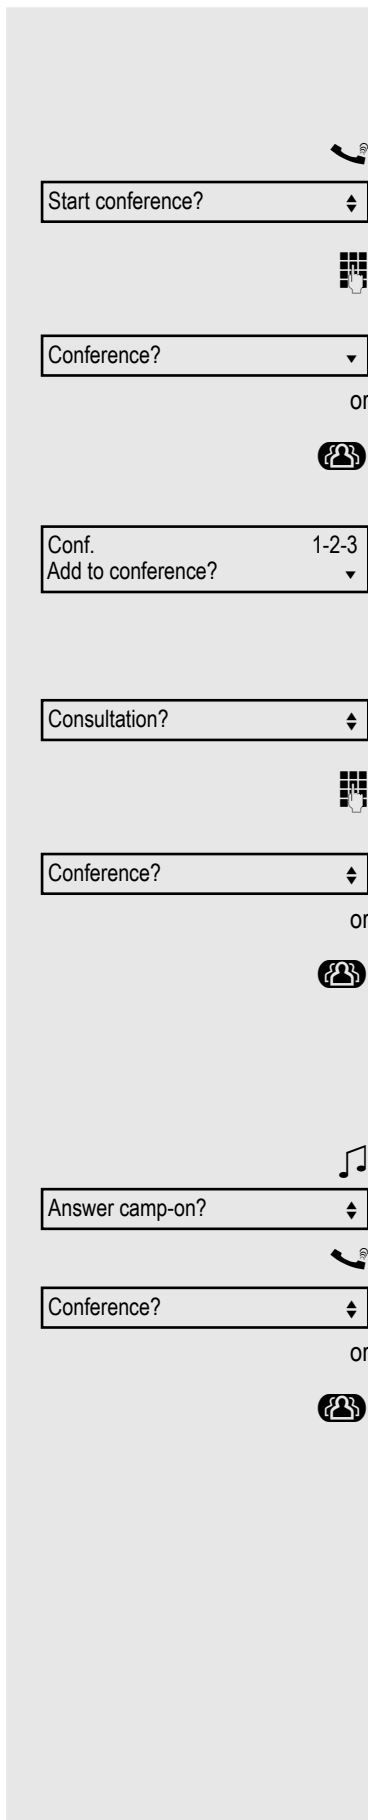 Start conference?
Conference?
or
Conf. 1-2-3
Add to conference?
Consultation?
Conference?
or
Answer camp-on?
Conference?
or